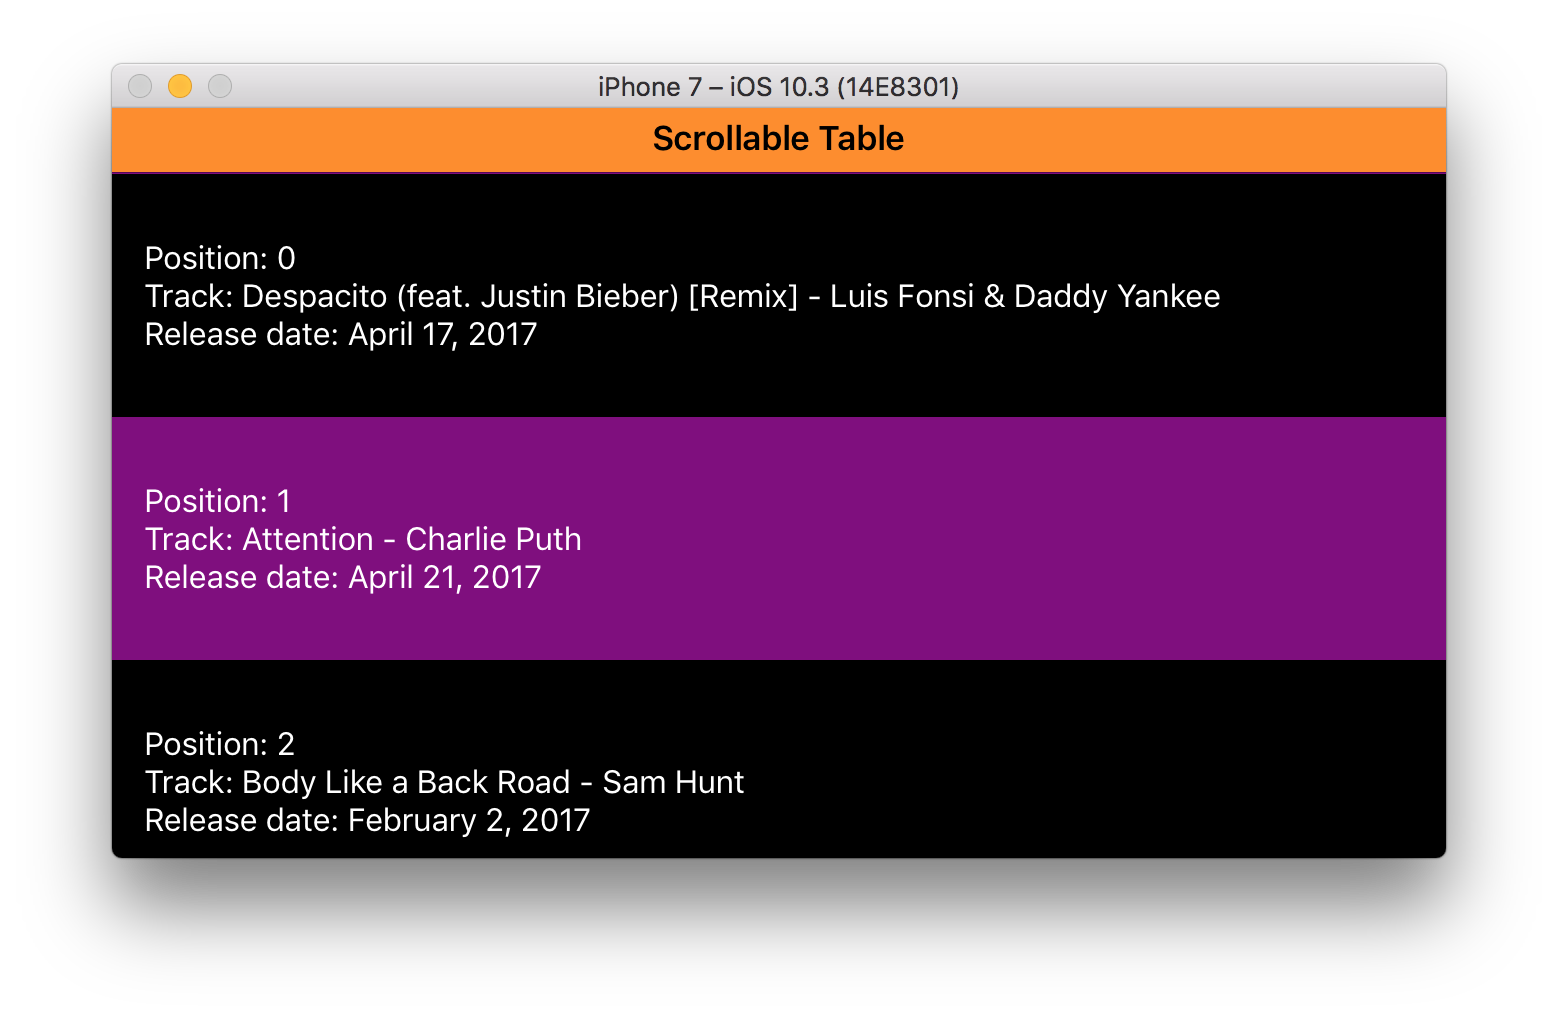 iPhone 7 – iOS 10.3 (14E8301)
Scrollable Table
Position: 0
Track: Despacito (feat. Justin Bieber) [Remix] - Luis Fonsi & Daddy Yankee
Release date: April 17, 2017
Position: 1
Track: Attention - Charlie Puth
Release date: April 21, 2017
Position: 2
Track: Body Like a Back Road - Sam Hunt
Release date: February 2, 2017